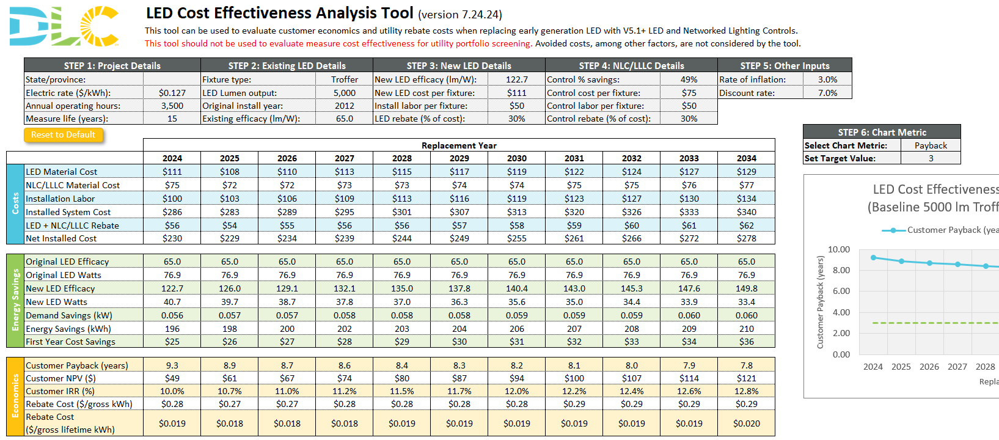 DLC
LED Cost Effectiveness Analysis Tool (version 7.24.24)
This tool can be used to evaluate customer economics and utility rebate costs when replacing early generation LED with V5.1+ LED and Networked Lighting Controls.
This tool should not be used to evaluate measure cost effectiveness for utility portfolio screening. Avoided costs, among other factors, are not considered by the tool.
STEP 1: Project Details STEP 2: Existing LED Details STEP 3: New LED Details STEP 4: NLC/LLLC Details STEP 5: Other Inputs
State/province: Fixture type: Troffer New LED efficacy (lm/W): 122.7 Control % savings: 49% Rate of inflation: 3.0%
Electric rate ($/kWh): $0.127 LED Lumen output: 5,000 New LED cost per fixture: $111 Control cost per fixture: $75 Discount rate: 7.0%
Annual operating hours: 3,500 Original install year: 2012 Install labor per fixture: $50 Control labor per fixture: $50
Measure life (years): 15 Existing efficacy (lm/W): 65.0 LED rebate (% of cost): 30% Control rebate (% of cost): 30%
Reset to Default
STEP 6: Chart Metric
Select Chart Metric: Payback
Set Target Value: 3
Replacement Year
2024 2025 2026 2027 2028 2029 2030 2031 2032 2033 2034
Costs
LED Material Cost $111 $108 $110 $113 $115 $117 $119 $122 $124 $127 $129
NLC/LLLC Material Cost $75 $72 $72 $73 $73 $74 $74 $75 $75 $76 $77
Installation Labor $100 $103 $106 $109 $113 $116 $119 $123 $127 $130 $134
Installed System Cost $286 $283 $289 $295 $301 $307 $313 $320 $326 $333 $340
LED + NLC/LLLC Rebate $56 $54 $55 $56 $56 $57 $58 $59 $60 $61 $62
Net Installed Cost $230 $229 $234 $239 $244 $249 $255 $261 $266 $272 $278
Energy Savings
Original LED Efficacy 65.0 65.0 65.0 65.0 65.0 65.0 65.0 65.0 65.0 65.0 65.0
Original LED Watts 76.9 76.9 76.9 76.9 76.9 76.9 76.9 76.9 76.9 76.9 76.9
New LED Efficacy 122.7 126.0 129.1 132.1 135.0 137.8 140.4 143.0 145.3 147.6 149.8
New LED Watts 40.7 39.7 38.7 37.8 37.0 36.3 35.6 35.0 34.4 33.9 33.4
Demand Savings (kW) 0.056 0.057 0.057 0.058 0.058 0.058 0.059 0.059 0.059 0.060 0.060
Energy Savings (kWh) 196 198 200 202 203 204 206 207 208 209 210
First Year Cost Savings $25 $26 $27 $28 $29 $30 $31 $32 $33 $34 $36
Economics
Customer Payback (years) 9.3 8.9 8.7 8.6 8.4 8.3 8.2 8.1 8.0 7.9 7.8
Customer NPV ($) $49 $61 $67 $74 $80 $87 $94 $100 $107 $114 $121
Customer IRR (%) 10.0% 10.7% 11.0% 11.2% 11.5% 11.7% 12.0% 12.2% 12.4% 12.6% 12.8%
Rebate Cost ($/gross kWh) $0.28 $0.27 $0.27 $0.28 $0.28 $0.28 $0.28 $0.29 $0.29 $0.29 $0.29
Rebate Cost
($/gross lifetime kWh) $0.019 $0.018 $0.018 $0.018 $0.019 $0.019 $0.019 $0.019 $0.019 $0.019 $0.020
LED Cost Effectiveness
(Baseline 5000 lm Troff
Customer Payback (yea
Customer Payback (years)
10.00
8.00
6.00
4.00
2.00
0.00
2024 2025 2026 2027 2028
Repla